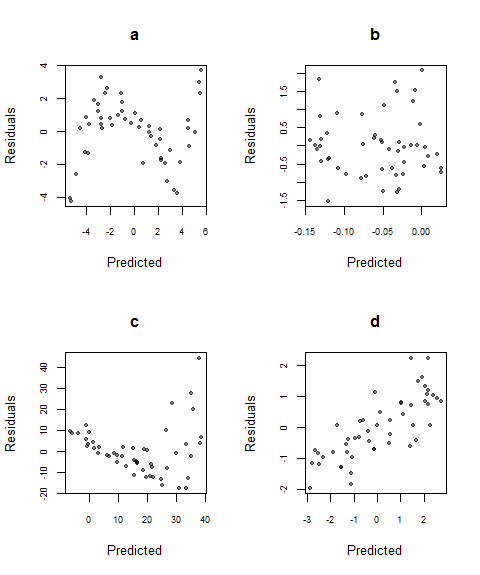 a
b
Residuals
4
2
0
-2
-4
-4 -2 0 2 4 6
Predicted
Residuals
1.5
0.5
-0.5
-1.5
-0.15 -0.10 -0.05 0.00
Predicted
c
d
Residuals
40
30
20
10
0
-10
-20
0 10 20 30 40
Predicted
Residuals
2
1
0
-1
-2
-3 -2 -1 0 1 2
Predicted